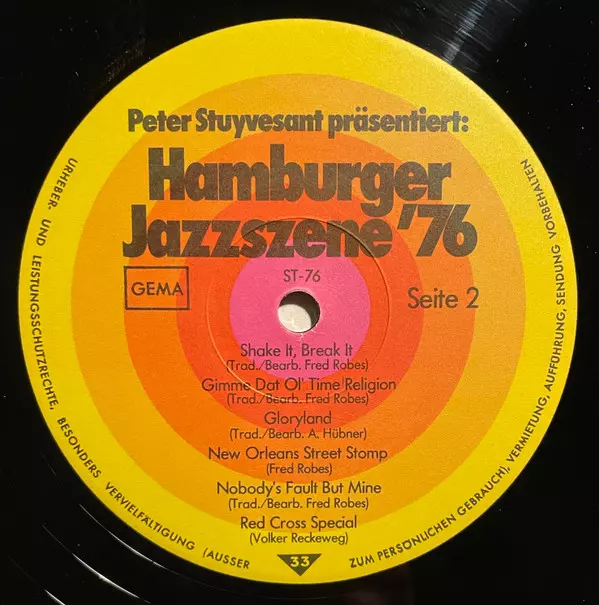 Peter Stuyvesant präsentiert:
Hamburger
Jazzszene '76
GEMA
ST-76
Seite 2
Shake It, Break It
(Trad./Bearb. Fred Robes)
Gimme Dat Ol' Time Religion
(Trad./Bearb. Fred Robes)
Gloryland
(Trad./Bearb. A. Hübner)
New Orleans Street Stomp
(Fred Robes)
Nobody's Fault But Mine
(Trad./Bearb. Fred Robes)
Red Cross Special
(Volker Reckeweg)
33
URHEBER- UND LEISTUNGSSCHUTZRECHTE, BESONDERS VERVIELFÄLTIGUNG (AUSSER ZUM PERSÖNLICHEN GEBRAUCH), VERMIETUNG, AUFFÜHRUNG, SENDUNG VORBEHALTEN